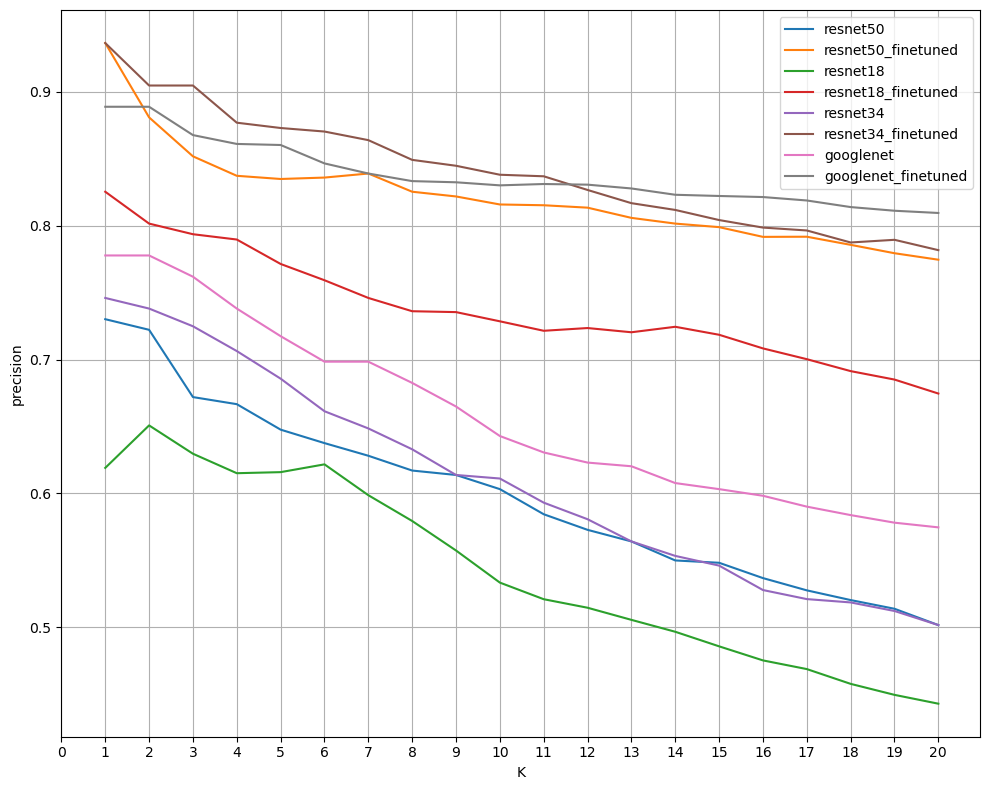 resnet50
resnet50_finetuned
resnet18
resnet18_finetuned
resnet34
resnet34_finetuned
googlenet
googlenet_finetuned
0.9
0.8
0.7
0.6
0.5
precision
0 1 2 3 4 5 6 7 8 9 10 11 12 13 14 15 16 17 18 19 20
K